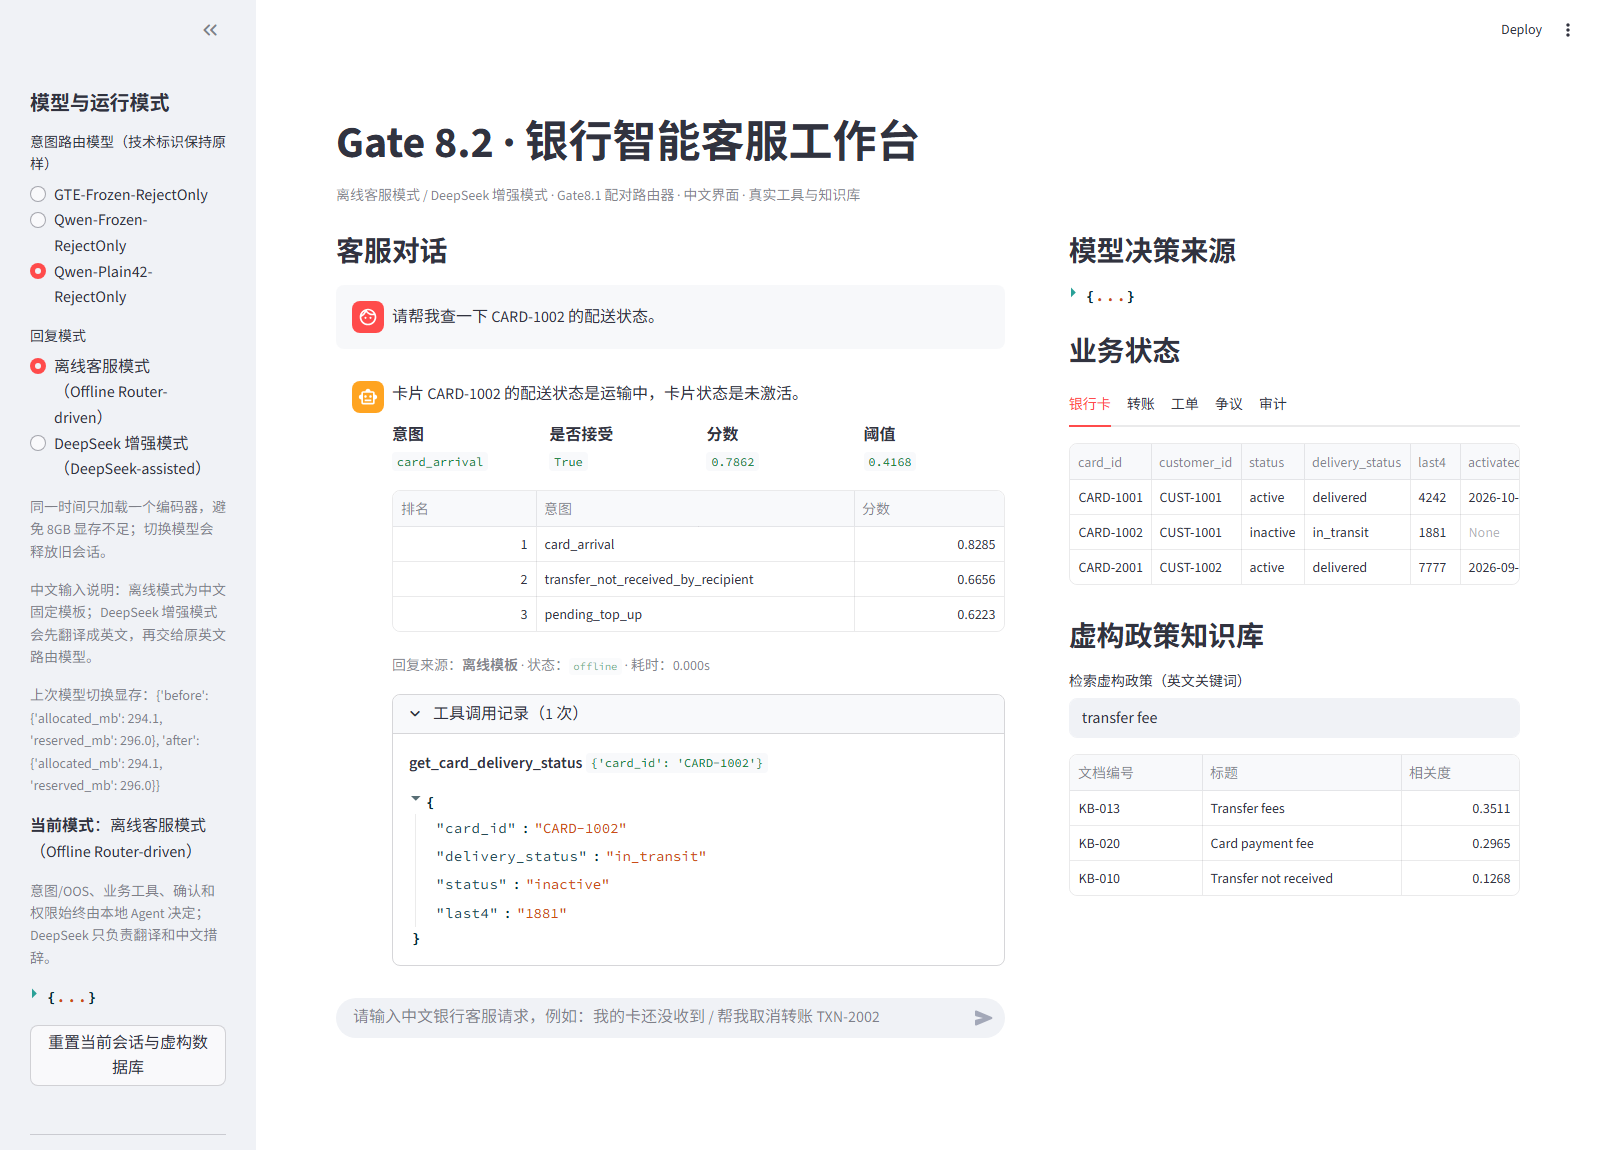 Deploy
模型与运行模式
意图路由模型（技术标识保持原
样）
GTE-Frozen-RejectOnly
Qwen-Frozen-
RejectOnly
Qwen-Plain42-
RejectOnly
回复模式
离线客服模式
（Offline Router-
driven）
DeepSeek 增强模式
（DeepSeek-assisted）
同一时间只加载一个编码器，避
免 8GB 显存不足；切换模型会
释放旧会话。
中文输入说明：离线模式为中文
固定模板；DeepSeek 增强模式
会先翻译成英文，再交给原英文
路由模型。
上次模型切换显存：{'before':
{'allocated_mb': 294.1,
'reserved_mb': 296.0}, 'after':
{'allocated_mb': 294.1,
'reserved_mb': 296.0}}
当前模式：离线客服模式
（Offline Router-driven）
意图/OOS、业务工具、确认和
权限始终由本地 Agent 决定；
DeepSeek 只负责翻译和中文措
辞。
{...}
重置当前会话与虚构数
据库
Gate 8.2 · 银行智能客服工作台
离线客服模式 / DeepSeek 增强模式 · Gate8.1 配对路由器 · 中文界面 · 真实工具与知识库
客服对话
请帮我查一下 CARD-1002 的配送状态。
卡片 CARD-1002 的配送状态是运输中，卡片状态是未激活。
意图 是否接受 分数 阈值
card_arrival True 0.7862 0.4168
排名 意图 分数
1 card_arrival 0.8285
2 transfer_not_received_by_recipient 0.6656
3 pending_top_up 0.6223
回复来源：离线模板 · 状态： offline · 耗时：0.000s
工具调用记录（1 次）
get_card_delivery_status {'card_id': 'CARD-1002'}
{
"card_id" : "CARD-1002"
"delivery_status" : "in_transit"
"status" : "inactive"
"last4" : "1881"
}
请输入中文银行客服请求，例如：我的卡还没收到 / 帮我取消转账 TXN-2002
模型决策来源
{...}
业务状态
银行卡 转账 工单 争议 审计
card_id customer_id status delivery_status last4 activated
CARD-1001 CUST-1001 active delivered 4242 2026-10-
CARD-1002 CUST-1001 inactive in_transit 1881 None
CARD-2001 CUST-1002 active delivered 7777 2026-09-
虚构政策知识库
检索虚构政策（英文关键词）
transfer fee
文档编号 标题 相关度
KB-013 Transfer fees 0.3511
KB-020 Card payment fee 0.2965
KB-010 Transfer not received 0.1268